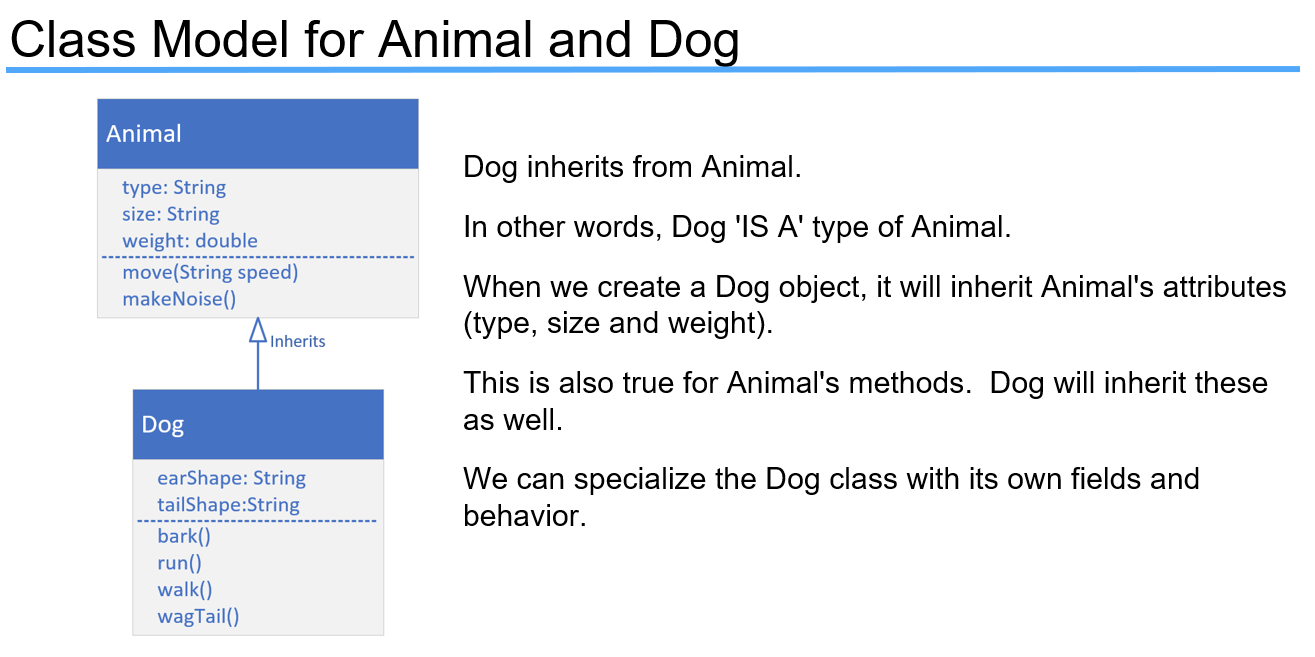 Class Model for Animal and Dog
Animal
type: String
size: String
weight: double
move(String speed)
makeNoise()
Inherits
Dog
earShape: String
tailShape:String
bark()
run()
walk()
wagTail()
Dog inherits from Animal.
In other words, Dog 'IS A' type of Animal.
When we create a Dog object, it will inherit Animal's attributes
(type, size and weight).
This is also true for Animal's methods.  Dog will inherit these
as well.
We can specialize the Dog class with its own fields and
behavior.